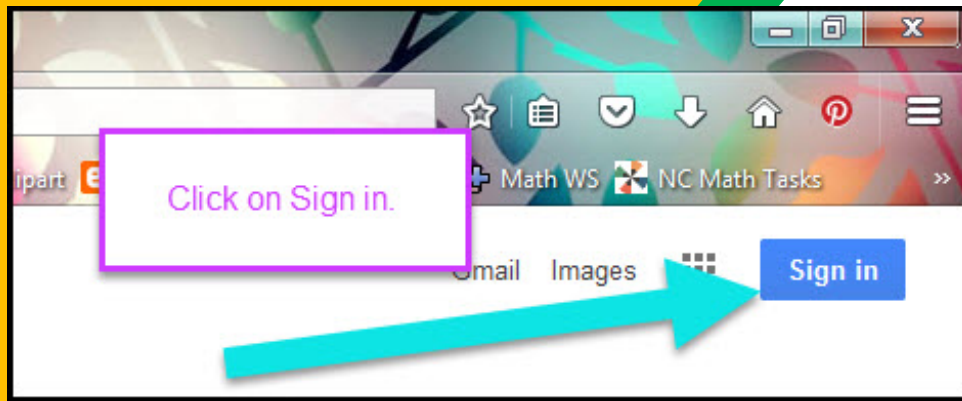 ipart
Math WS NC Math Tasks »
Click on Sign in.
Gmail Images Sign in